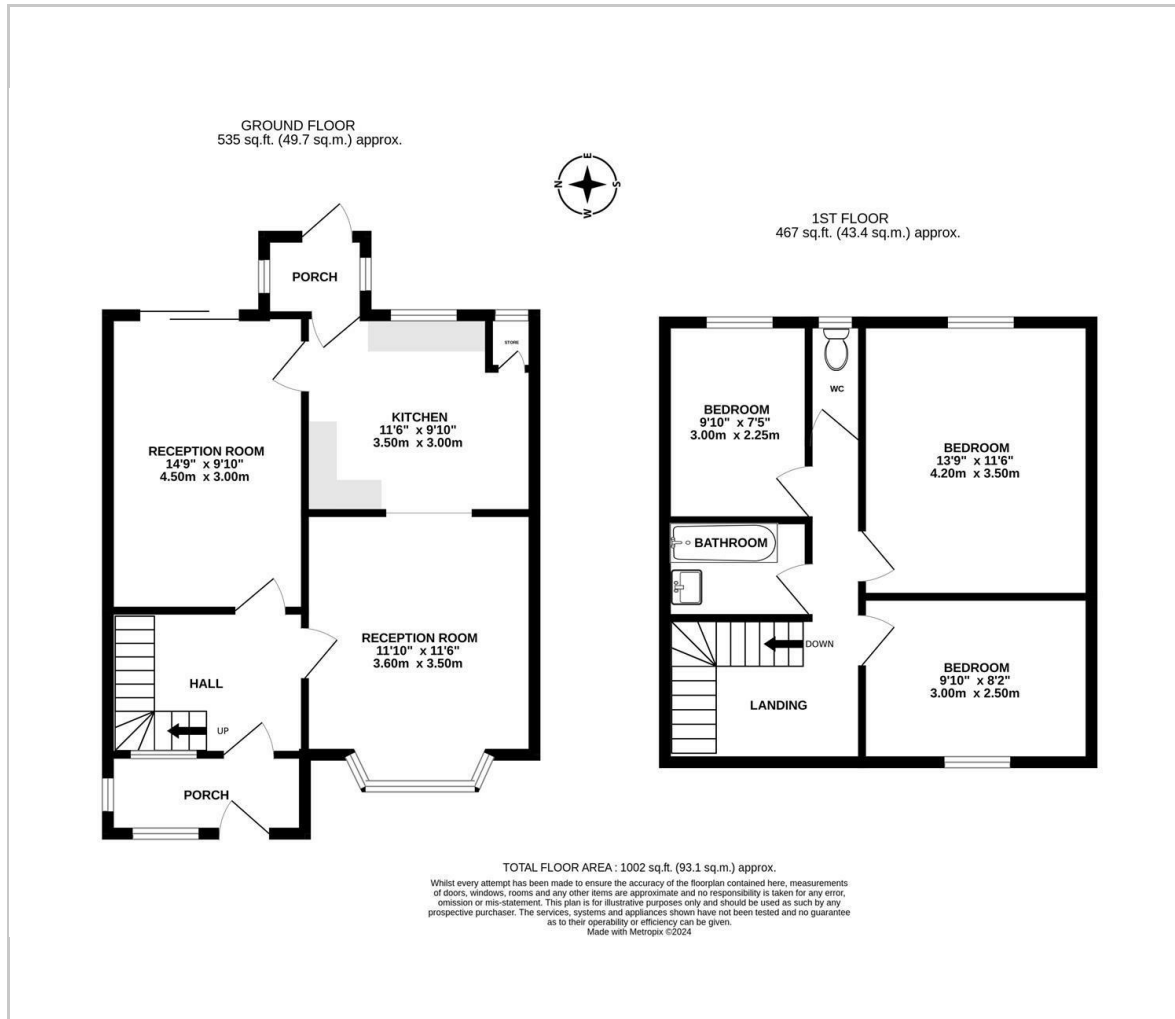 GROUND FLOOR
535 sq.ft. (49.7 sq.m.) approx.
N
E
S
W
1ST FLOOR
467 sq.ft. (43.4 sq.m.) approx.
PORCH
STORE
KITCHEN
11'6" x 9'10"
3.50m x 3.00m
RECEPTION ROOM
14'9" x 9'10"
4.50m x 3.00m
RECEPTION ROOM
11'10" x 11'6"
3.60m x 3.50m
HALL
UP
PORCH
WC
BEDROOM
9'10" x 7'5"
3.00m x 2.25m
BEDROOM
13'9" x 11'6"
4.20m x 3.50m
BATHROOM
DOWN
LANDING
BEDROOM
9'10" x 8'2"
3.00m x 2.50m
TOTAL FLOOR AREA : 1002 sq.ft. (93.1 sq.m.) approx.
Whilst every attempt has been made to ensure the accuracy of the floorplan contained here, measurements
of doors, windows, rooms and any other items are approximate and no responsibility is taken for any error,
omission or mis-statement. This plan is for illustrative purposes only and should be used as such by any
prospective purchaser. The services, systems and appliances shown have not been tested and no guarantee
as to their operability or efficiency can be given.
Made with Metropix ©2024